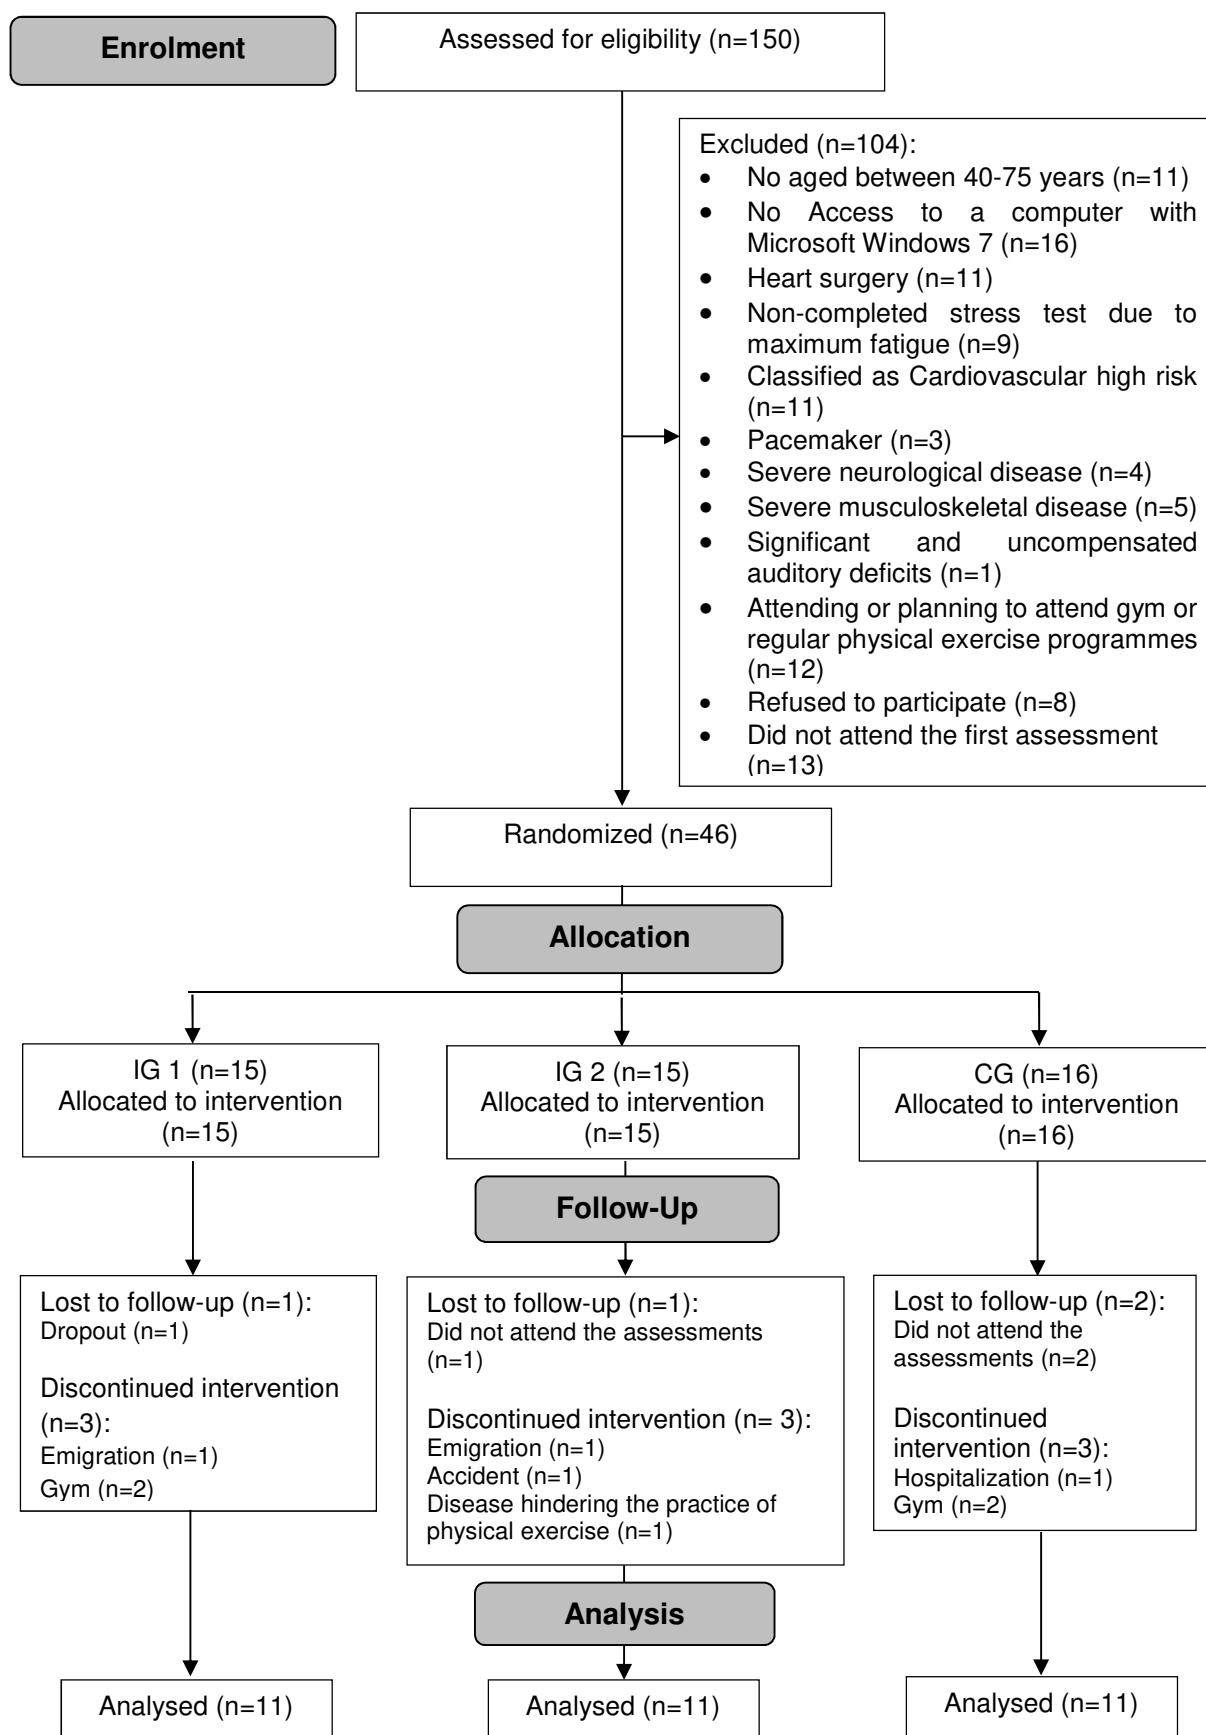 Enrolment
Assessed for eligibility (n=150)
Excluded (n=104):
• No aged between 40-75 years (n=11)
• No Access to a computer with
Microsoft Windows 7 (n=16)
• Heart surgery (n=11)
• Non-completed stress test due to
maximum fatigue (n=9)
• Classified as Cardiovascular high risk
(n=11)
• Pacemaker (n=3)
• Severe neurological disease (n=4)
• Severe musculoskeletal disease (n=5)
• Significant and uncompensated
auditory deficits (n=1)
• Attending or planning to attend gym or
regular physical exercise programmes
(n=12)
• Refused to participate (n=8)
• Did not attend the first assessment
(n=13)
Randomized (n=46)
Allocation
IG 1 (n=15)
Allocated to intervention
(n=15)
IG 2 (n=15)
Allocated to intervention
(n=15)
CG (n=16)
Allocated to intervention
(n=16)
Follow-Up
Lost to follow-up (n=1):
Dropout (n=1)
Discontinued intervention
(n=3):
Emigration (n=1)
Gym (n=2)
Lost to follow-up (n=1):
Did not attend the assessments
(n=1)
Discontinued intervention (n= 3):
Emigration (n=1)
Accident (n=1)
Disease hindering the practice of
physical exercise (n=1)
Lost to follow-up (n=2):
Did not attend the
assessments (n=2)
Discontinued
intervention (n=3):
Hospitalization (n=1)
Gym (n=2)
Analysis
Analysed (n=11)
Analysed (n=11)
Analysed (n=11)